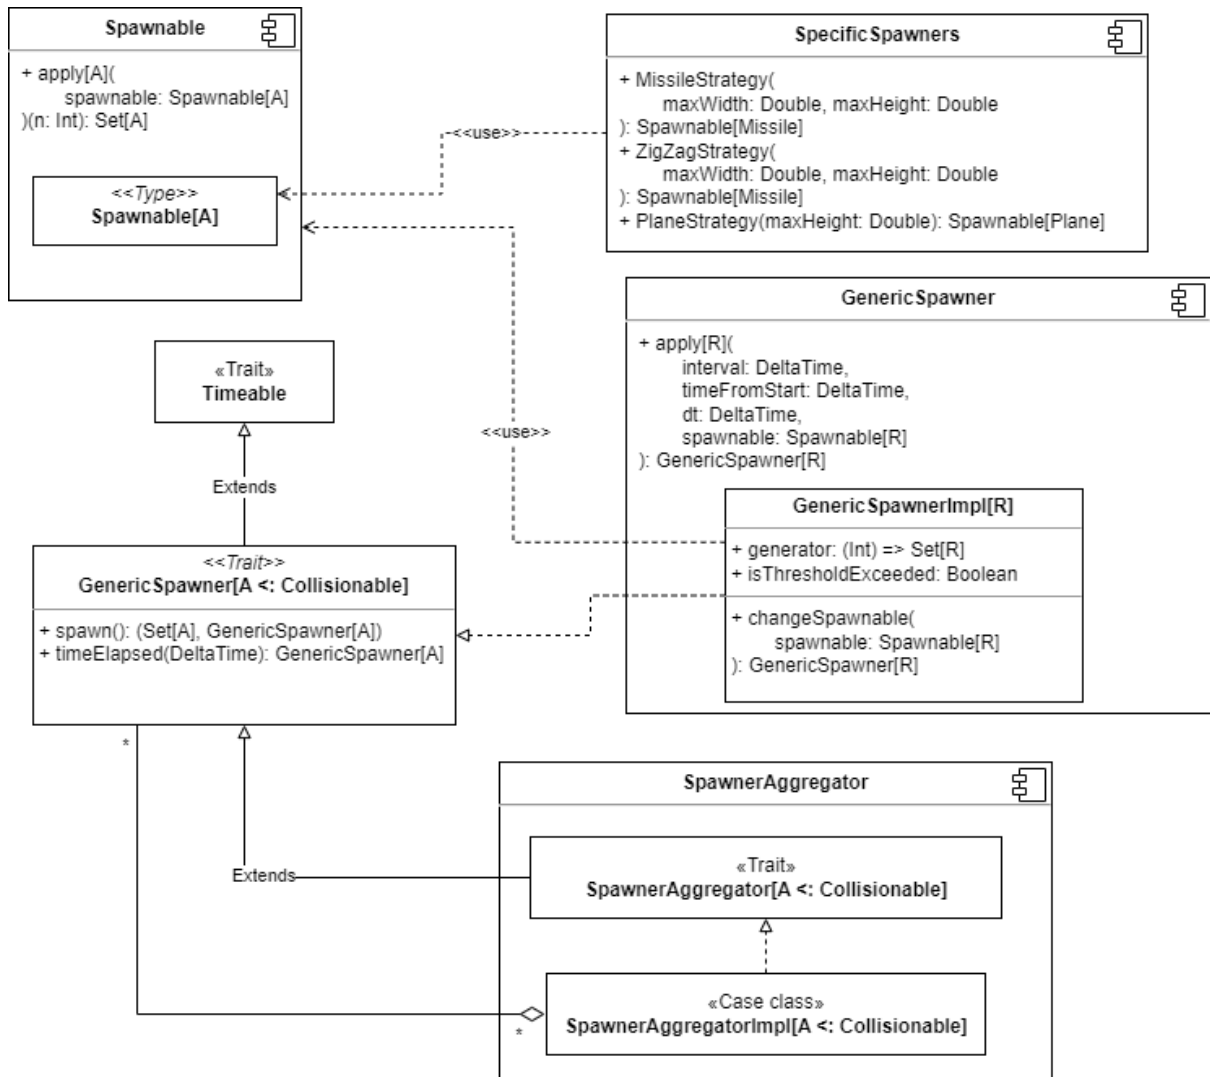 Spawnable
+ apply[A](
spawnable: Spawnable[A]
)(n: Int): Set[A]
<<Type>>
Spawnable[A]
SpecificSpawners
+ MissileStrategy(
maxWidth: Double, maxHeight: Double
): Spawnable[Missile]
+ ZigZagStrategy(
maxWidth: Double, maxHeight: Double
): Spawnable[Missile]
+ PlaneStrategy(maxHeight: Double): Spawnable[Plane]
<<use>>
GenericSpawner
+ apply[R](
interval: DeltaTime,
timeFromStart: DeltaTime,
dt: DeltaTime,
spawnable: Spawnable[R]
): GenericSpawner[R]
GenericSpawnerImpl[R]
+ generator: (Int) => Set[R]
+ isThresholdExceeded: Boolean
+ changeSpawnable(
spawnable: Spawnable[R]
): GenericSpawner[R]
<<use>>
«Trait»
Timeable
Extends
<<Trait>>
GenericSpawner[A <: Collisionable]
+ spawn(): (Set[A], GenericSpawner[A])
+ timeElapsed(DeltaTime): GenericSpawner[A]
*
Extends
SpawnerAggregator
«Trait»
SpawnerAggregator[A <: Collisionable]
«Case class»
SpawnerAggregatorImpl[A <: Collisionable]
*